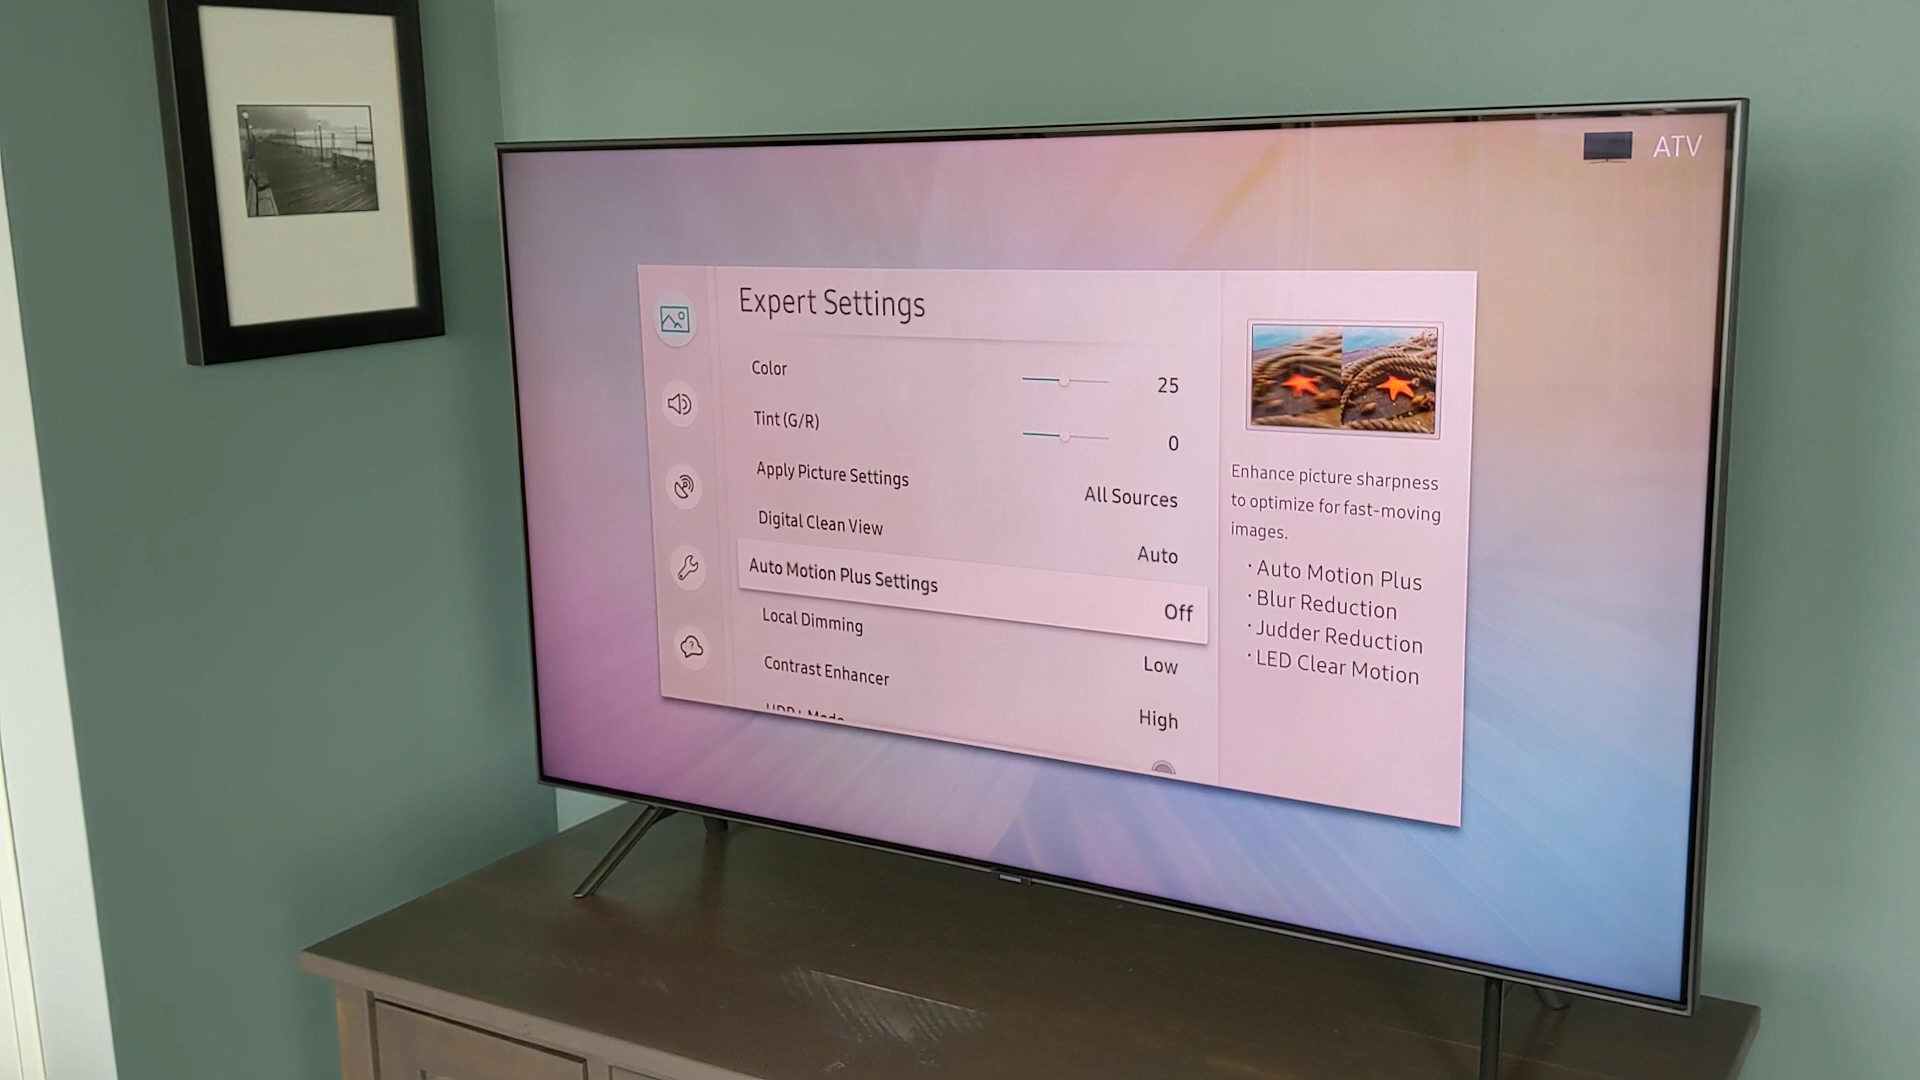 ATV
Expert Settings
Color 25
Tint (G/R) 0
Apply Picture Settings All Sources
Digital Clean View Auto
Auto Motion Plus Settings Off
Local Dimming Low
Contrast Enhancer High
HDR+ Mode
Enhance picture sharpness
to optimize for fast-moving
images.
· Auto Motion Plus
· Blur Reduction
· Judder Reduction
· LED Clear Motion